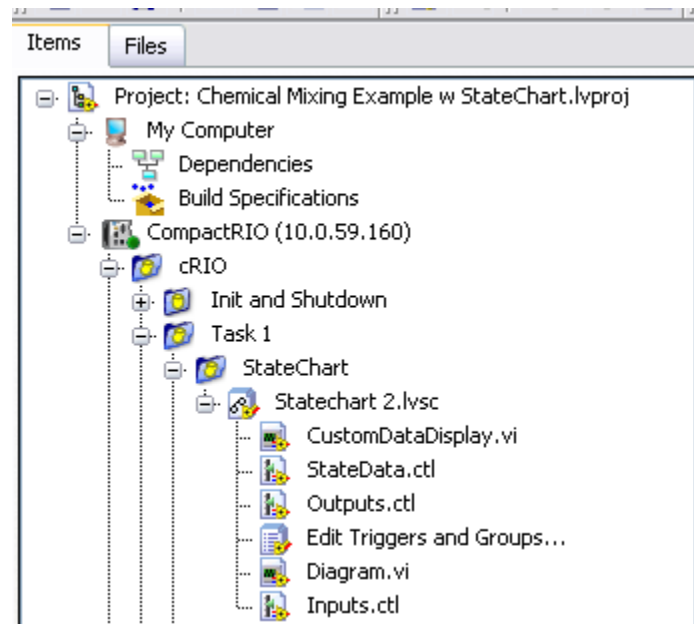 Items Files
Project: Chemical Mixing Example w StateChart.lvproj
My Computer
Dependencies
Build Specifications
CompactRIO (10.0.59.160)
cRIO
Init and Shutdown
Task 1
StateChart
Statechart 2.lvsc
CustomDataDisplay.vi
StateData.ctl
Outputs.ctl
Edit Triggers and Groups...
Diagram.vi
Inputs.ctl